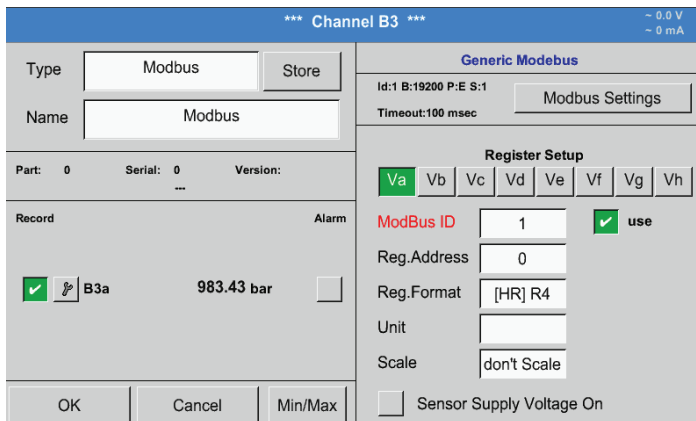 *** Channel B3 ***
~ 0.0 V
~ 0 mA
Type
Modbus
Store
Name
Modbus
Part: 0 Serial: 0 Version:
---
Record Alarm
B3a 983.43 bar
OK Cancel Min/Max
Generic Modebus
Id:1 B:19200 P:E S:1
Timeout:100 msec
Modbus Settings
Register Setup
Va Vb Vc Vd Ve Vf Vg Vh
ModBus ID 1 use
Reg.Address 0
Reg.Format [HR] R4
Unit
Scale don't Scale
Sensor Supply Voltage On